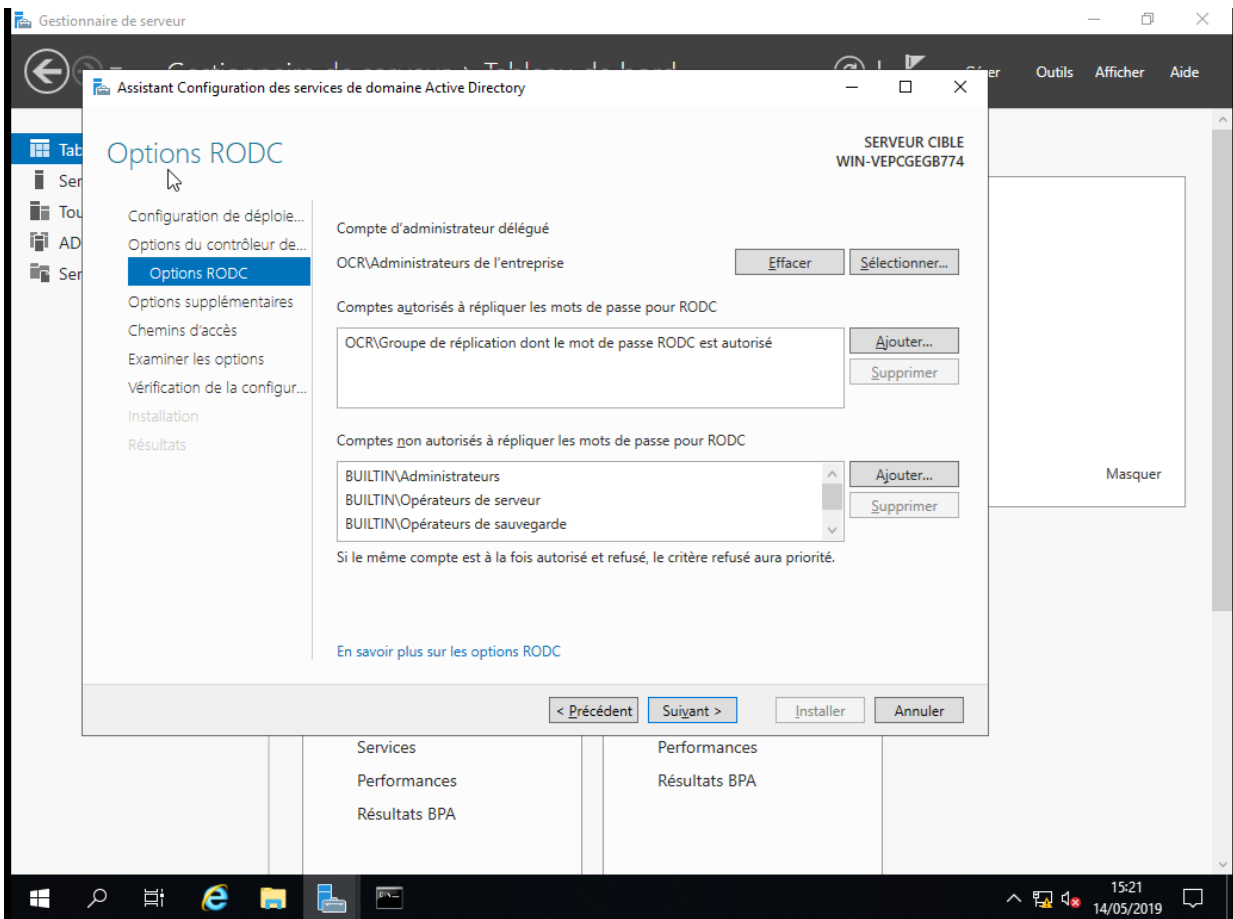 Gestionnaire de serveur
Outils Afficher Aide
Assistant Configuration des services de domaine Active Directory
Options RODC
SERVEUR CIBLE
WIN-VEPCGEGB774
Tab
Ser
Tou
AD
Ser
Configuration de déploie...
Options du contrôleur de...
Options RODC
Options supplémentaires
Chemins d'accès
Examiner les options
Vérification de la configur...
Installation
Résultats
Compte d'administrateur délégué
OCR\Administrateurs de l'entreprise
Effacer
Sélectionner...
Comptes autorisés à répliquer les mots de passe pour RODC
OCR\Groupe de réplication dont le mot de passe RODC est autorisé
Ajouter...
Supprimer
Comptes non autorisés à répliquer les mots de passe pour RODC
BUILTIN\Administrateurs
BUILTIN\Opérateurs de serveur
BUILTIN\Opérateurs de sauvegarde
Ajouter...
Supprimer
Si le même compte est à la fois autorisé et refusé, le critère refusé aura priorité.
En savoir plus sur les options RODC
< Précédent
Suivant >
Installer
Annuler
Masquer
Services
Performances
Résultats BPA
Performances
Résultats BPA
15:21
14/05/2019